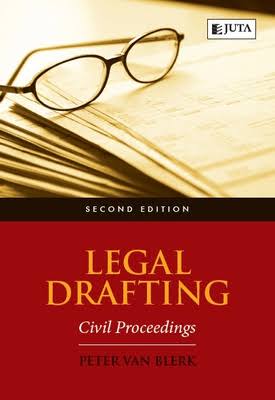 JUTA
SECOND EDITION
LEGAL
DRAFTING
Civil Proceedings
PETER VAN BLERK